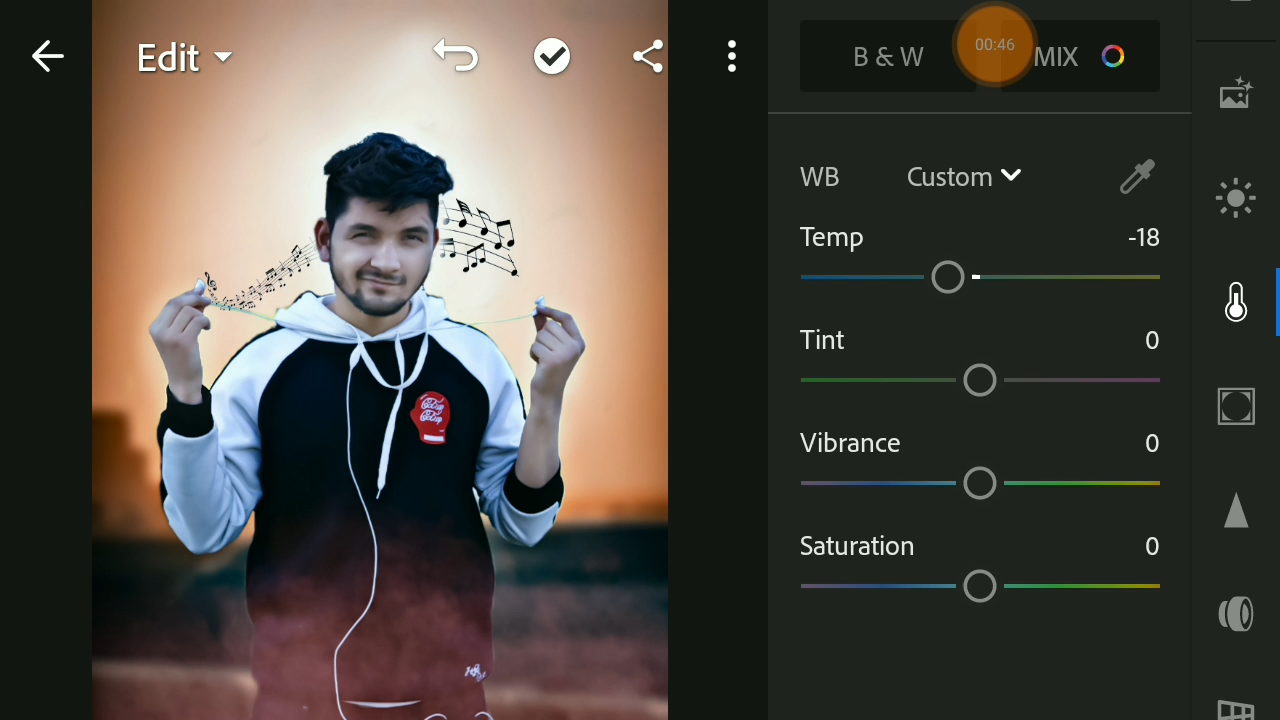 Edit
B & W
00:46
MIX
WB
Custom
Temp
-18
Tint
0
Vibrance
0
Saturation
0